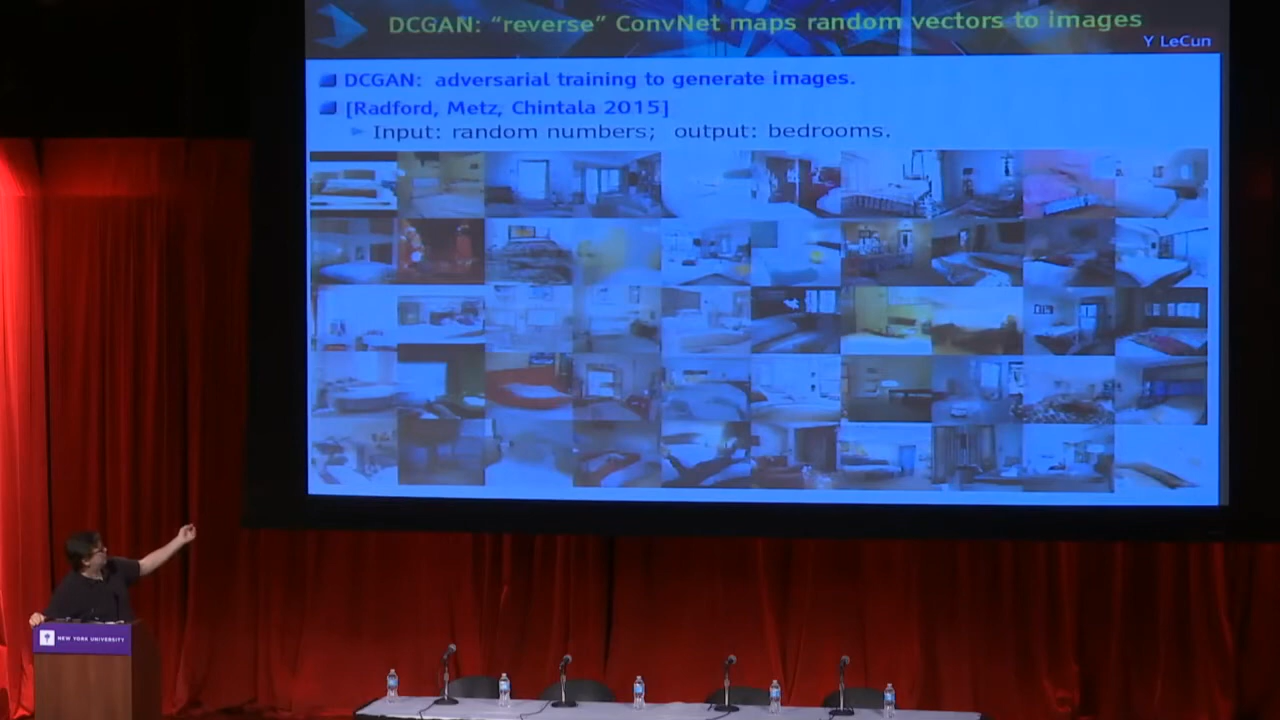 DCGAN: “reverse” ConvNet maps random vectors to images
Y LeCun
DCGAN: adversarial training to generate images.
[Radford, Metz, Chintala 2015]
Input: random numbers; output: bedrooms.
NEW YORK UNIVERSITY